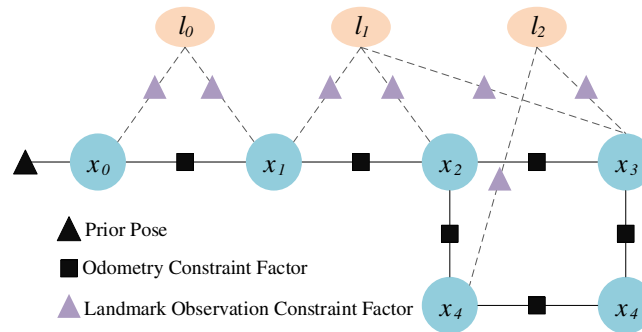 l0 l1 l2
x0 x1 x2 x3
Prior Pose
Odometry Constraint Factor
Landmark Observation Constraint Factor
x4 x4